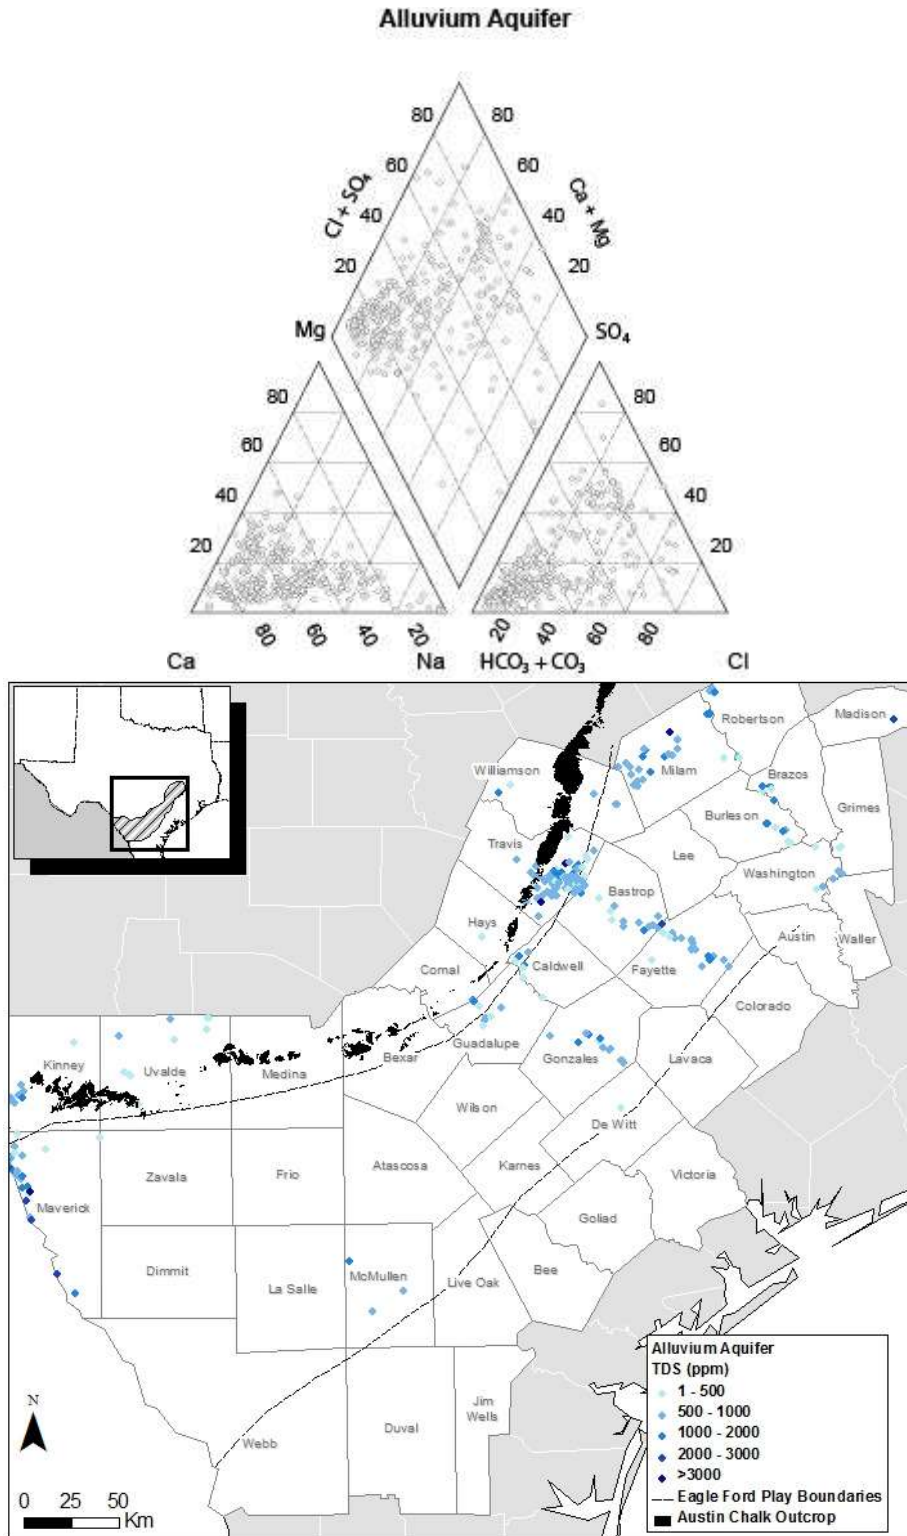 Alluvium Aquifer
80 80
60 60
Cl + SO₄ Ca + Mg
40 40
20 20
Mg SO₄
80 80
60 60
40 40
20 20
80 60 40 20 20 40 60 80
Ca Na HCO₃ + CO₃ Cl
Robertson
Madison
Williamson
Milam
Brazos
Burleson
Grimes
Travis
Lee
Washington
Bastrop
Hays
Austin
Waller
Comal
Caldwell
Fayette
Colorado
Kinney
Uvalde
Medina
Bexar
Guadalupe
Gonzales
Lavaca
Wilson
De Witt
Zavala
Frio
Atascosa
Karnes
Victoria
Maverick
Goliad
Dimmit
La Salle
McMullen
Live Oak
Bee
Webb
Duval
Jim
Wells
N
0 25 50
Km
Alluvium Aquifer
TDS (ppm)
1 - 500
500 - 1000
1000 - 2000
2000 - 3000
>3000
Eagle Ford Play Boundaries
Austin Chalk Outcrop